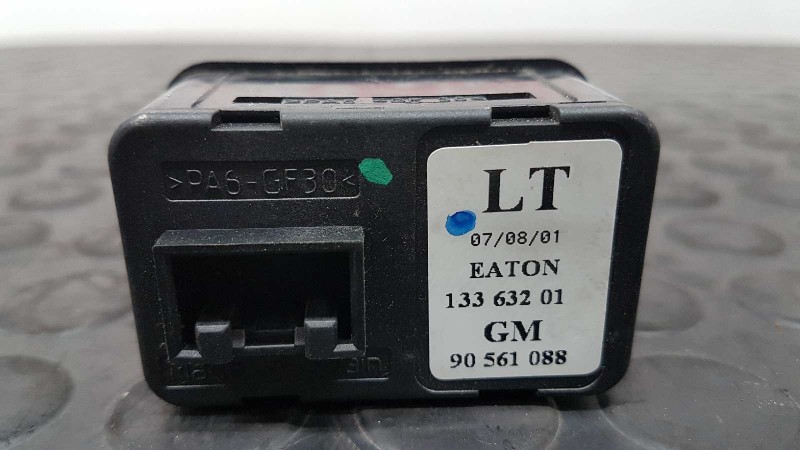 >PA6-GF30<
LT
07/08/01
EATON
133 632 01
GM
90 561 088